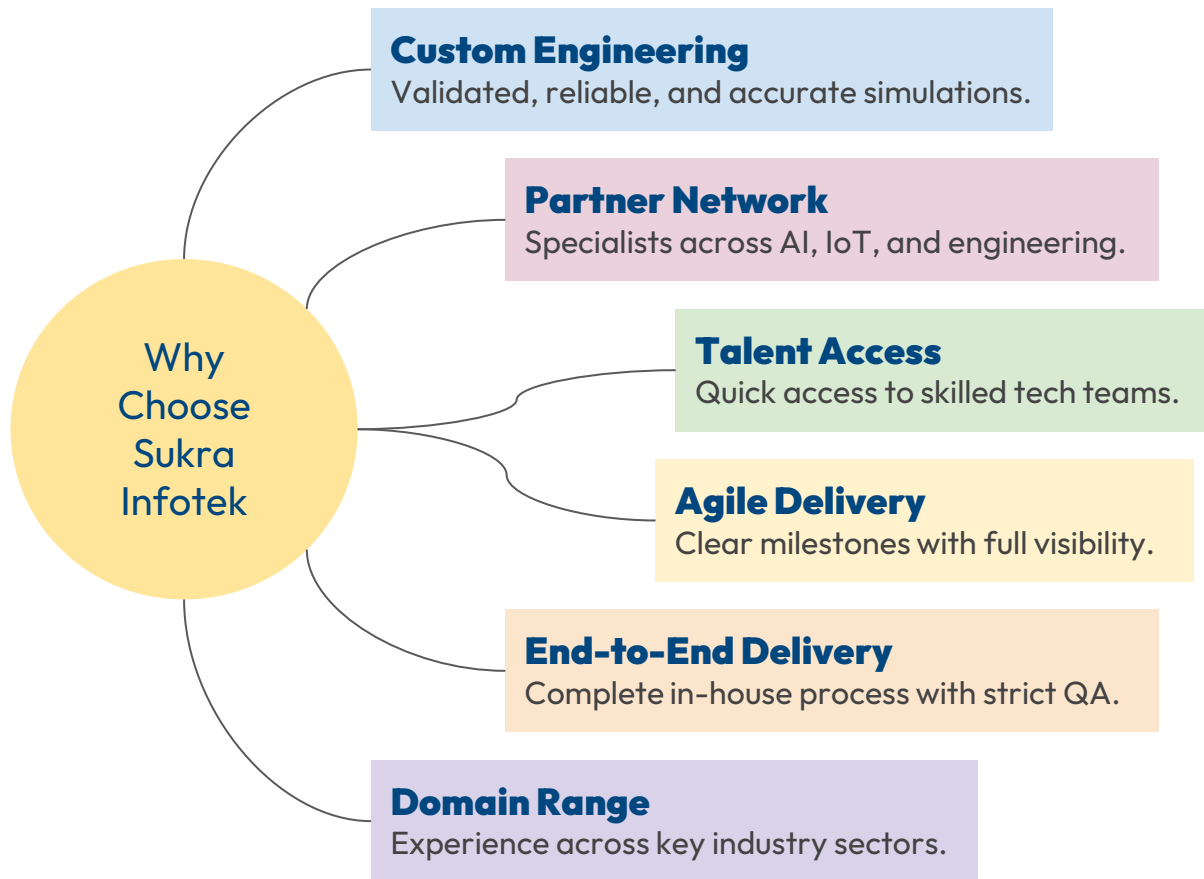 Custom Engineering
Validated, reliable, and accurate simulations.
Partner Network
Specialists across AI, IoT, and engineering.
Talent Access
Quick access to skilled tech teams.
Why
Choose
Sukra
Infotek
Agile Delivery
Clear milestones with full visibility.
End-to-End Delivery
Complete in-house process with strict QA.
Domain Range
Experience across key industry sectors.